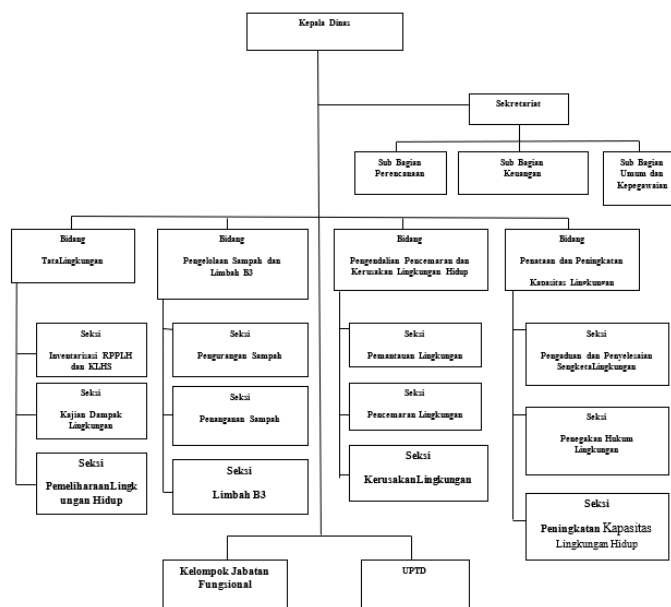 Kepala Dinas
Sekretariat
Sub Bagian
Perencanaan
Sub Bagian
Keuangan
Sub Bagian
Umum dan
Kepegawaian
Bidang
TataLingkungan
Bidang
Pengelolaan Sampah dan
Limbah B3
Bidang
Pengendalian Pencemaran dan
Kerusakan Lingkungan Hidup
Bidang
Penataan dan Peningkatan
Kapasitas Lingkungan
Seksi
Inventarisasi RPPLH
dan KLHS
Seksi
Kajian Dampak
Lingkungan
Seksi
PemeliharaanLingk
ungan Hidup
Seksi
Pengurangan Sampah
Seksi
Penanganan Sampah
Seksi
Limbah B3
Seksi
Pemantauan Lingkungan
Seksi
Pencemaran Lingkungan
Seksi
KerusakanLingkungan
Seksi
Pengaduan dan Penyelesaian
SengketaLingkungan
Seksi
Penegakan Hukum
Lingkungan
Seksi
Peningkatan Kapasitas
Lingkungan Hidup
Kelompok Jabatan
Fungsional
UPTD